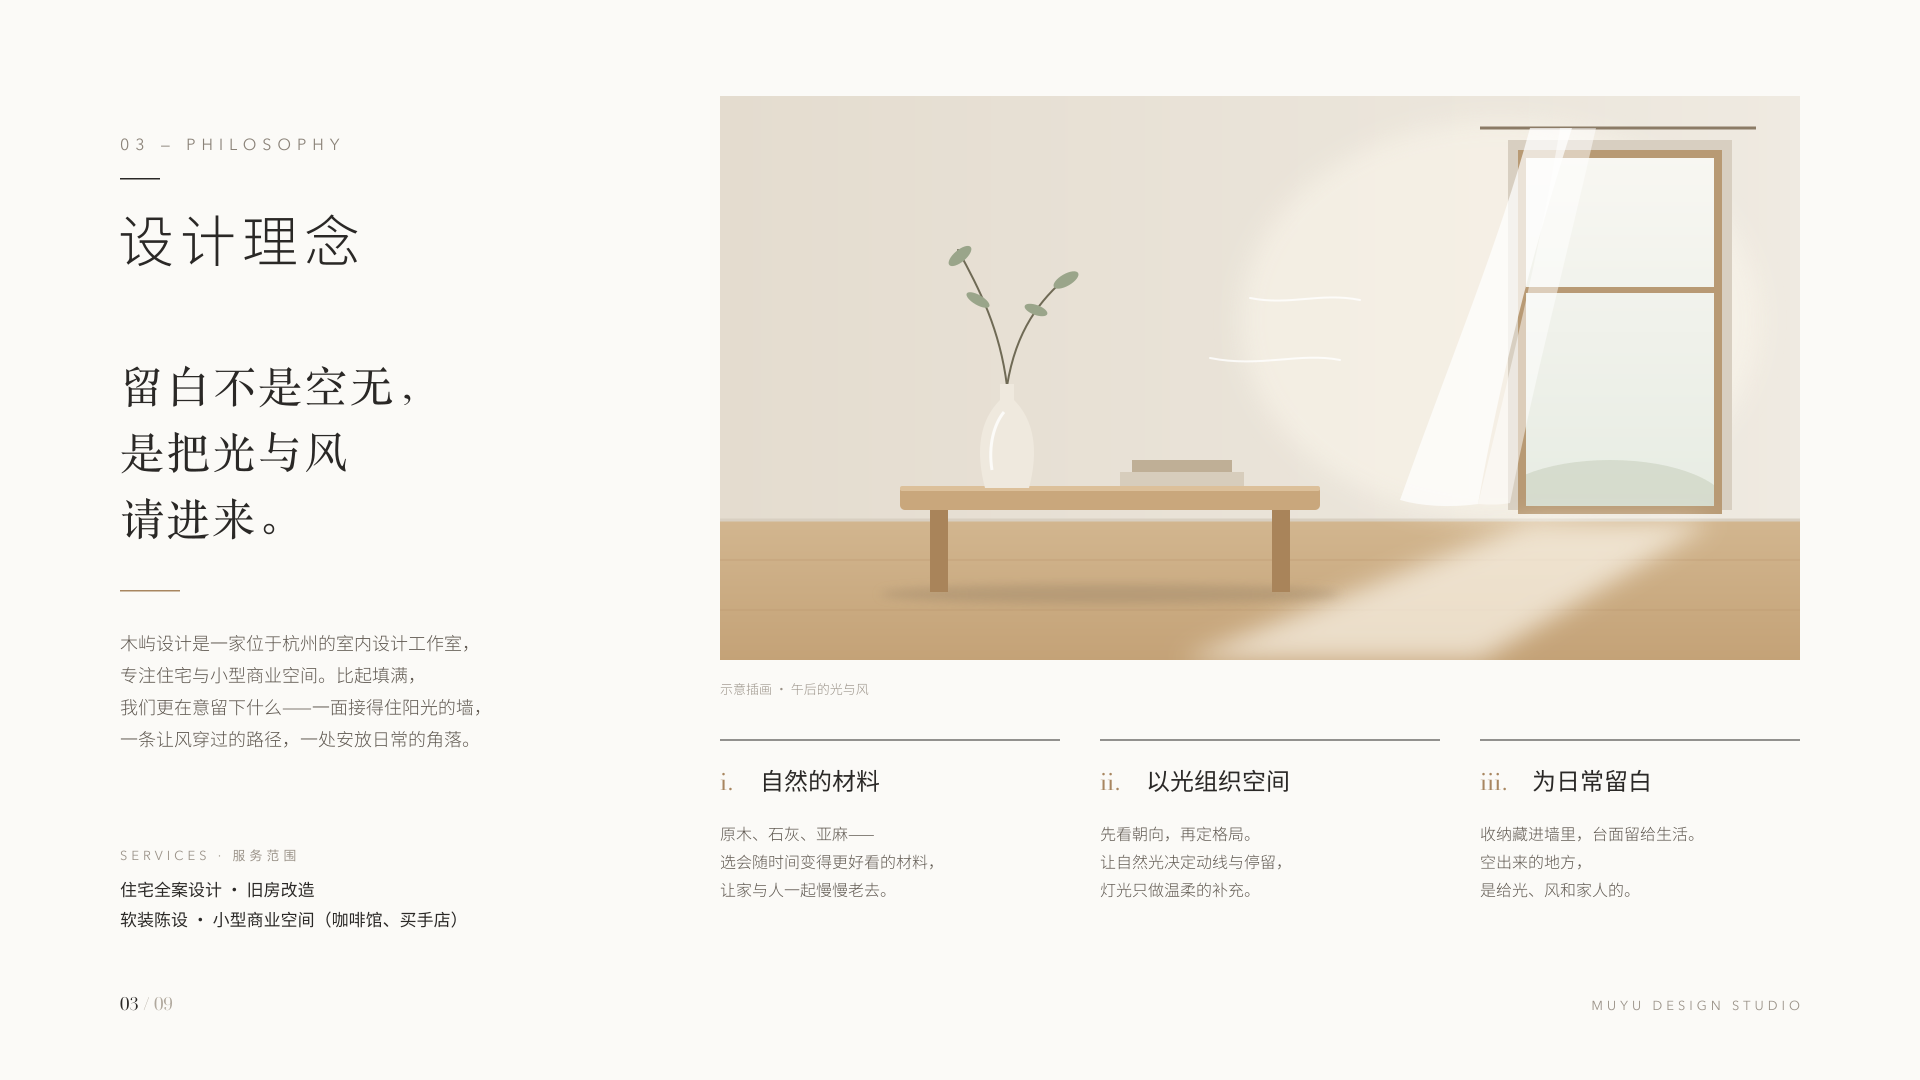 03 – PHILOSOPHY
设计理念
留白不是空无，
是把光与风
请进来。
木屿设计是一家位于杭州的室内设计工作室，
专注住宅与小型商业空间。比起填满，
我们更在意留下什么——一面接得住阳光的墙，
一条让风穿过的路径，一处安放日常的角落。
SERVICES · 服务范围
住宅全案设计 · 旧房改造
软装陈设 · 小型商业空间（咖啡馆、买手店）
示意插画 · 午后的光与风
i. 自然的材料
原木、石灰、亚麻——
选会随时间变得更好看的材料，
让家与人一起慢慢老去。
ii. 以光组织空间
先看朝向，再定格局。
让自然光决定动线与停留，
灯光只做温柔的补充。
iii. 为日常留白
收纳藏进墙里，台面留给生活。
空出来的地方，
是给光、风和家人的。
03 / 09
MUYU DESIGN STUDIO